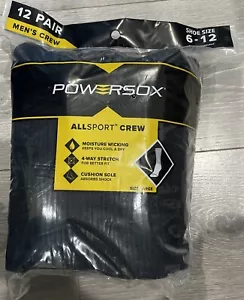 12 PAIR
MEN'S CREW
SHOE SIZE
6-12
POWERSOX
ALLSPORT CREW
MOISTURE WICKING
KEEPS YOU COOL & DRY
4-WAY STRETCH
FOR BETTER FIT
CUSHION SOLE
ABSORBS SHOCK